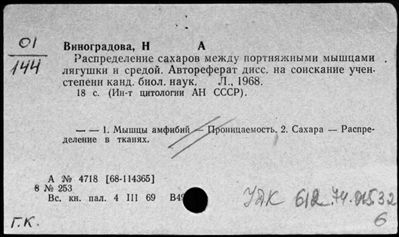 01
144
Виноградова, Н А
Распределение сахаров между портняжными мышцами
лягушки и средой. Автореферат дисс. на соискание учен-
степени канд. биол. наук. Л., 1968.
18 с. (Ин-т цитологии АН СССР).
— — 1. Мышцы амфибий — Проницаемость. 2. Сахара — Распре-
деление в тканях.
А № 4718 [68-114365]
8 № 253
Вс. кн. пал. 4 III 69 В49
УДК 612.74.01532
6
Г.К.